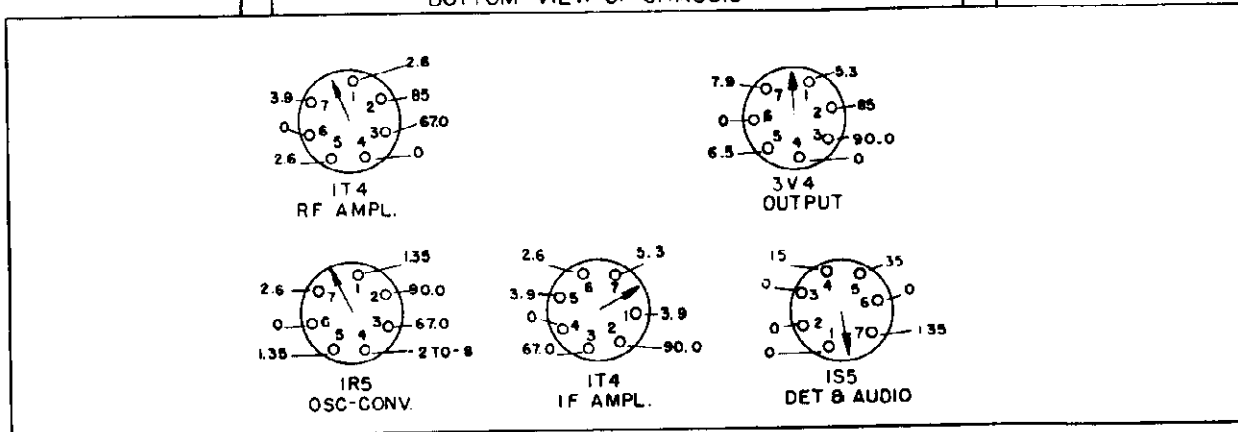 2.6
3.9 7 1 2 85
0 6 3 67.0
2.6 5 4 0
1T4
RF AMPL.
7.9 7 1 5.3
0 6 2 85
6.5 5 3 90.0
4 0
3V4
OUTPUT
1.35
2.6 7 1 2 90.0
0 6 3 67.0
1.35 5 4 -2 TO-8
1R5
OSC-CONV.
2.6 6 7 5.3
3.9 5 1 3.9
0 4 2 90.0
67.0 3
1T4
IF AMPL.
15 4 5 35
0 3 6 0
0 2 7 1.35
0 1
1S5
DET & AUDIO